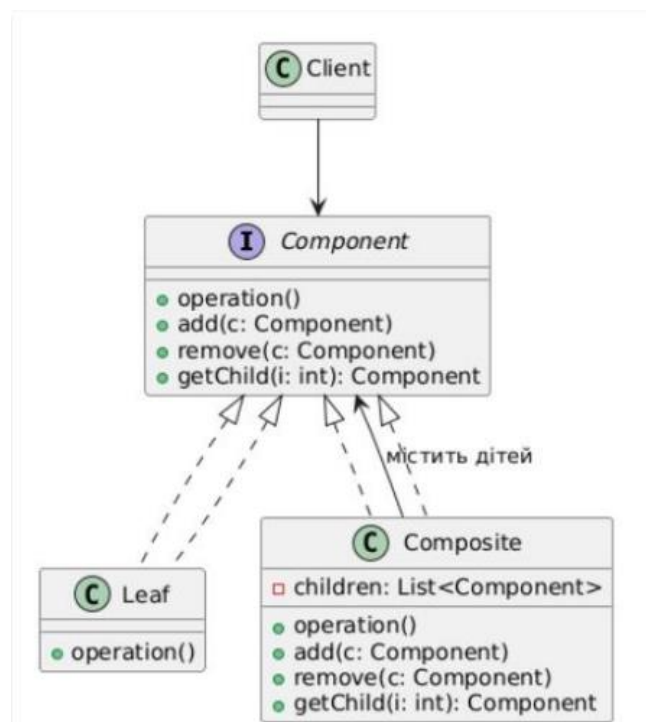 C Client
I Component
operation()
add(c: Component)
remove(c: Component)
getChild(i: int): Component
містить дітей
C Composite
children: List<Component>
operation()
add(c: Component)
remove(c: Component)
getChild(i: int): Component
C Leaf
operation()